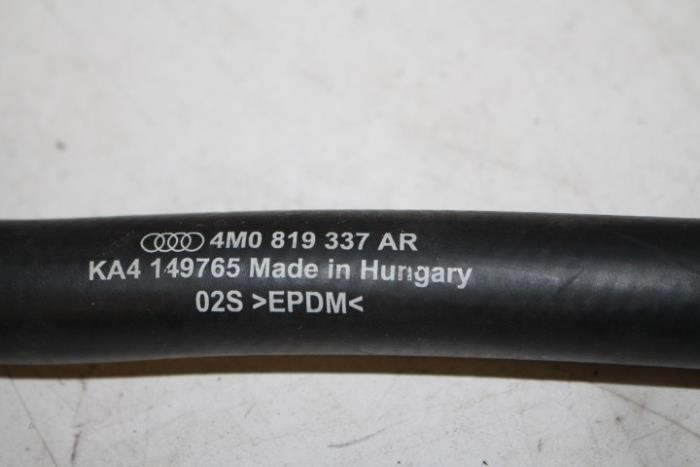 4M0 819 337 AR
KA4 149765 Made in Hungary
02S >EPDM<